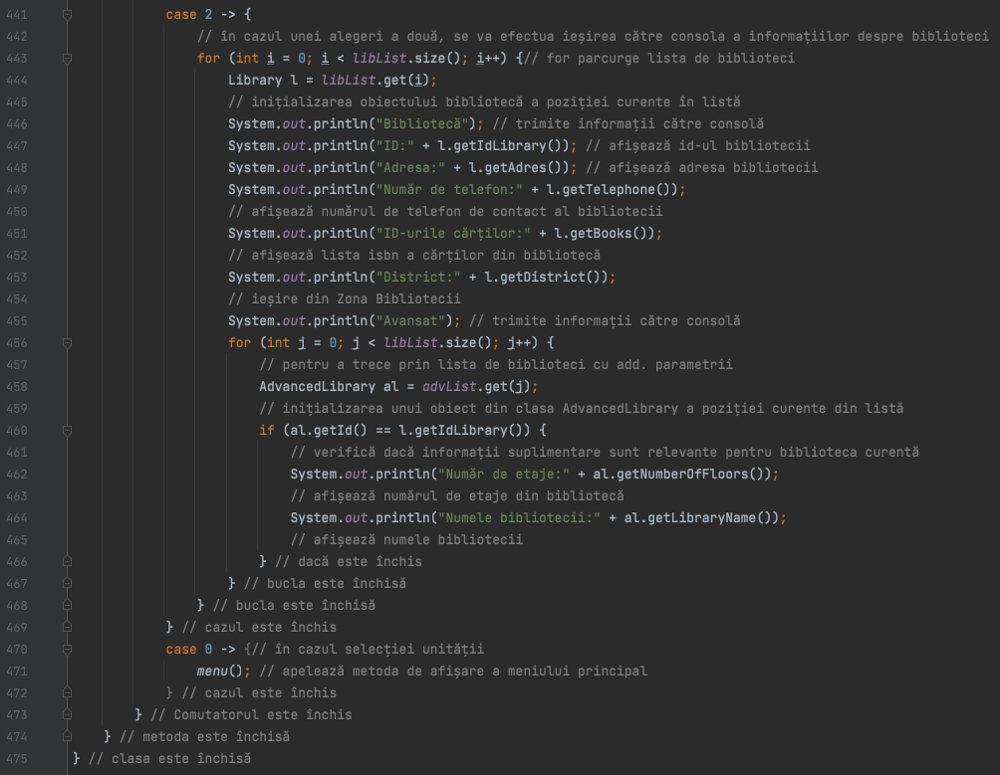 441 case 2 -> {
442 // în cazul unei alegeri a două, se va efectua ieșirea către consola a informațiilor despre biblioteci
443 for (int i = 0; i < libList.size(); i++) {// for parcurge lista de biblioteci
444 Library l = libList.get(i);
445 // inițializarea obiectului bibliotecă a poziției curente în listă
446 System.out.println("Bibliotecă"); // trimite informații către consolă
447 System.out.println("ID:" + l.getIdLibrary()); // afișează id-ul bibliotecii
448 System.out.println("Adresa:" + l.getAdres()); // afișează adresa bibliotecii
449 System.out.println("Număr de telefon:" + l.getTelephone());
450 // afișează numărul de telefon de contact al bibliotecii
451 System.out.println("ID-urile cărților:" + l.getBooks());
452 // afișează lista isbn a cărților din bibliotecă
453 System.out.println("District:" + l.getDistrict());
454 // ieșire din Zona Bibliotecii
455 System.out.println("Avansat"); // trimite informații către consolă
456 for (int j = 0; j < libList.size(); j++) {
457 // pentru a trece prin lista de biblioteci cu add. parametrii
458 AdvancedLibrary al = advList.get(j);
459 // inițializarea unui obiect din clasa AdvancedLibrary a poziției curente din listă
460 if (al.getId() == l.getIdLibrary()) {
461 // verifică dacă informații suplimentare sunt relevante pentru biblioteca curentă
462 System.out.println("Număr de etaje:" + al.getNumberOfFloors());
463 // afișează numărul de etaje din bibliotecă
464 System.out.println("Numele bibliotecii:" + al.getLibraryName());
465 // afișează numele bibliotecii
466 } // dacă este închis
467 } // bucla este închisă
468 } // bucla este închisă
469 } // cazul este închis
470 case 0 -> {// în cazul selecției unității
471 menu(); // apelează metoda de afișare a meniului principal
472 } // cazul este închis
473 } // Comutatorul este închis
474 } // metoda este închisă
475 } // clasa este închisă